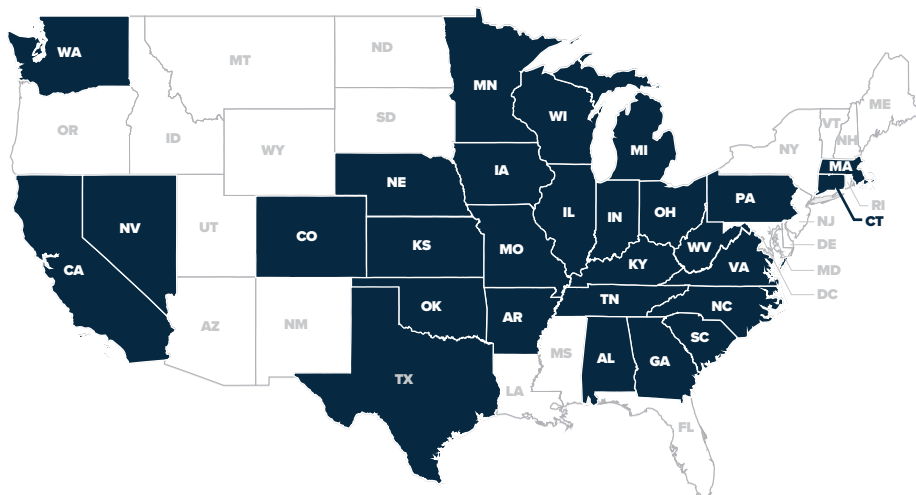 WA
MT
ND
MN
OR
ID
SD
WI
MI
WY
NY
VT
NH
ME
MA
IA
NE
PA
RI
CT
NV
UT
CO
KS
MO
IL
IN
OH
NJ
WV
DE
CA
KY
VA
MD
DC
AZ
NM
OK
AR
TN
NC
SC
TX
LA
MS
AL
GA
FL